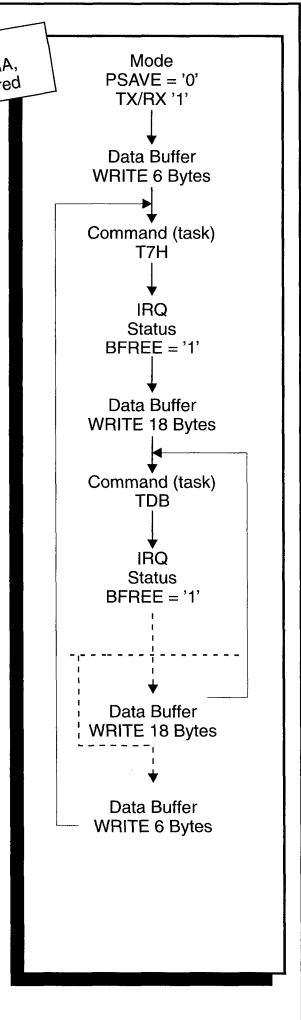 Mode
PSAVE = '0'
TX/RX '1'
Data Buffer
WRITE 6 Bytes
Command (task)
T7H
IRQ
Status
BFREE = '1'
Data Buffer
WRITE 18 Bytes
Command (task)
TDB
IRQ
Status
BFREE = '1'
Data Buffer
WRITE 18 Bytes
Data Buffer
WRITE 6 Bytes